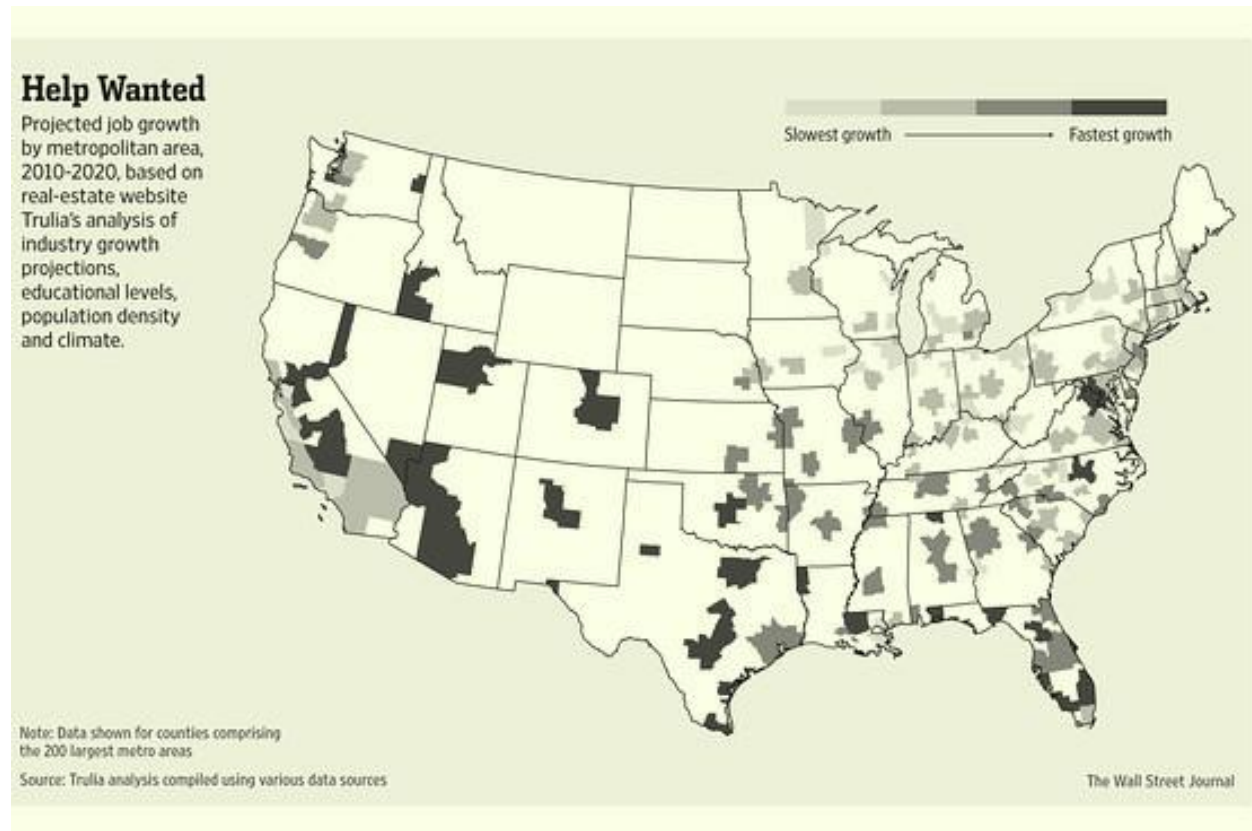 Help Wanted
Projected job growth
by metropolitan area,
2010-2020, based on
real-estate website
Trulia's analysis of
industry growth
projections,
educational levels,
population density
and climate.
Slowest growth
Fastest growth
Note: Data shown for counties comprising
the 200 largest metro areas
Source: Trulia analysis compiled using various data sources
The Wall Street Journal